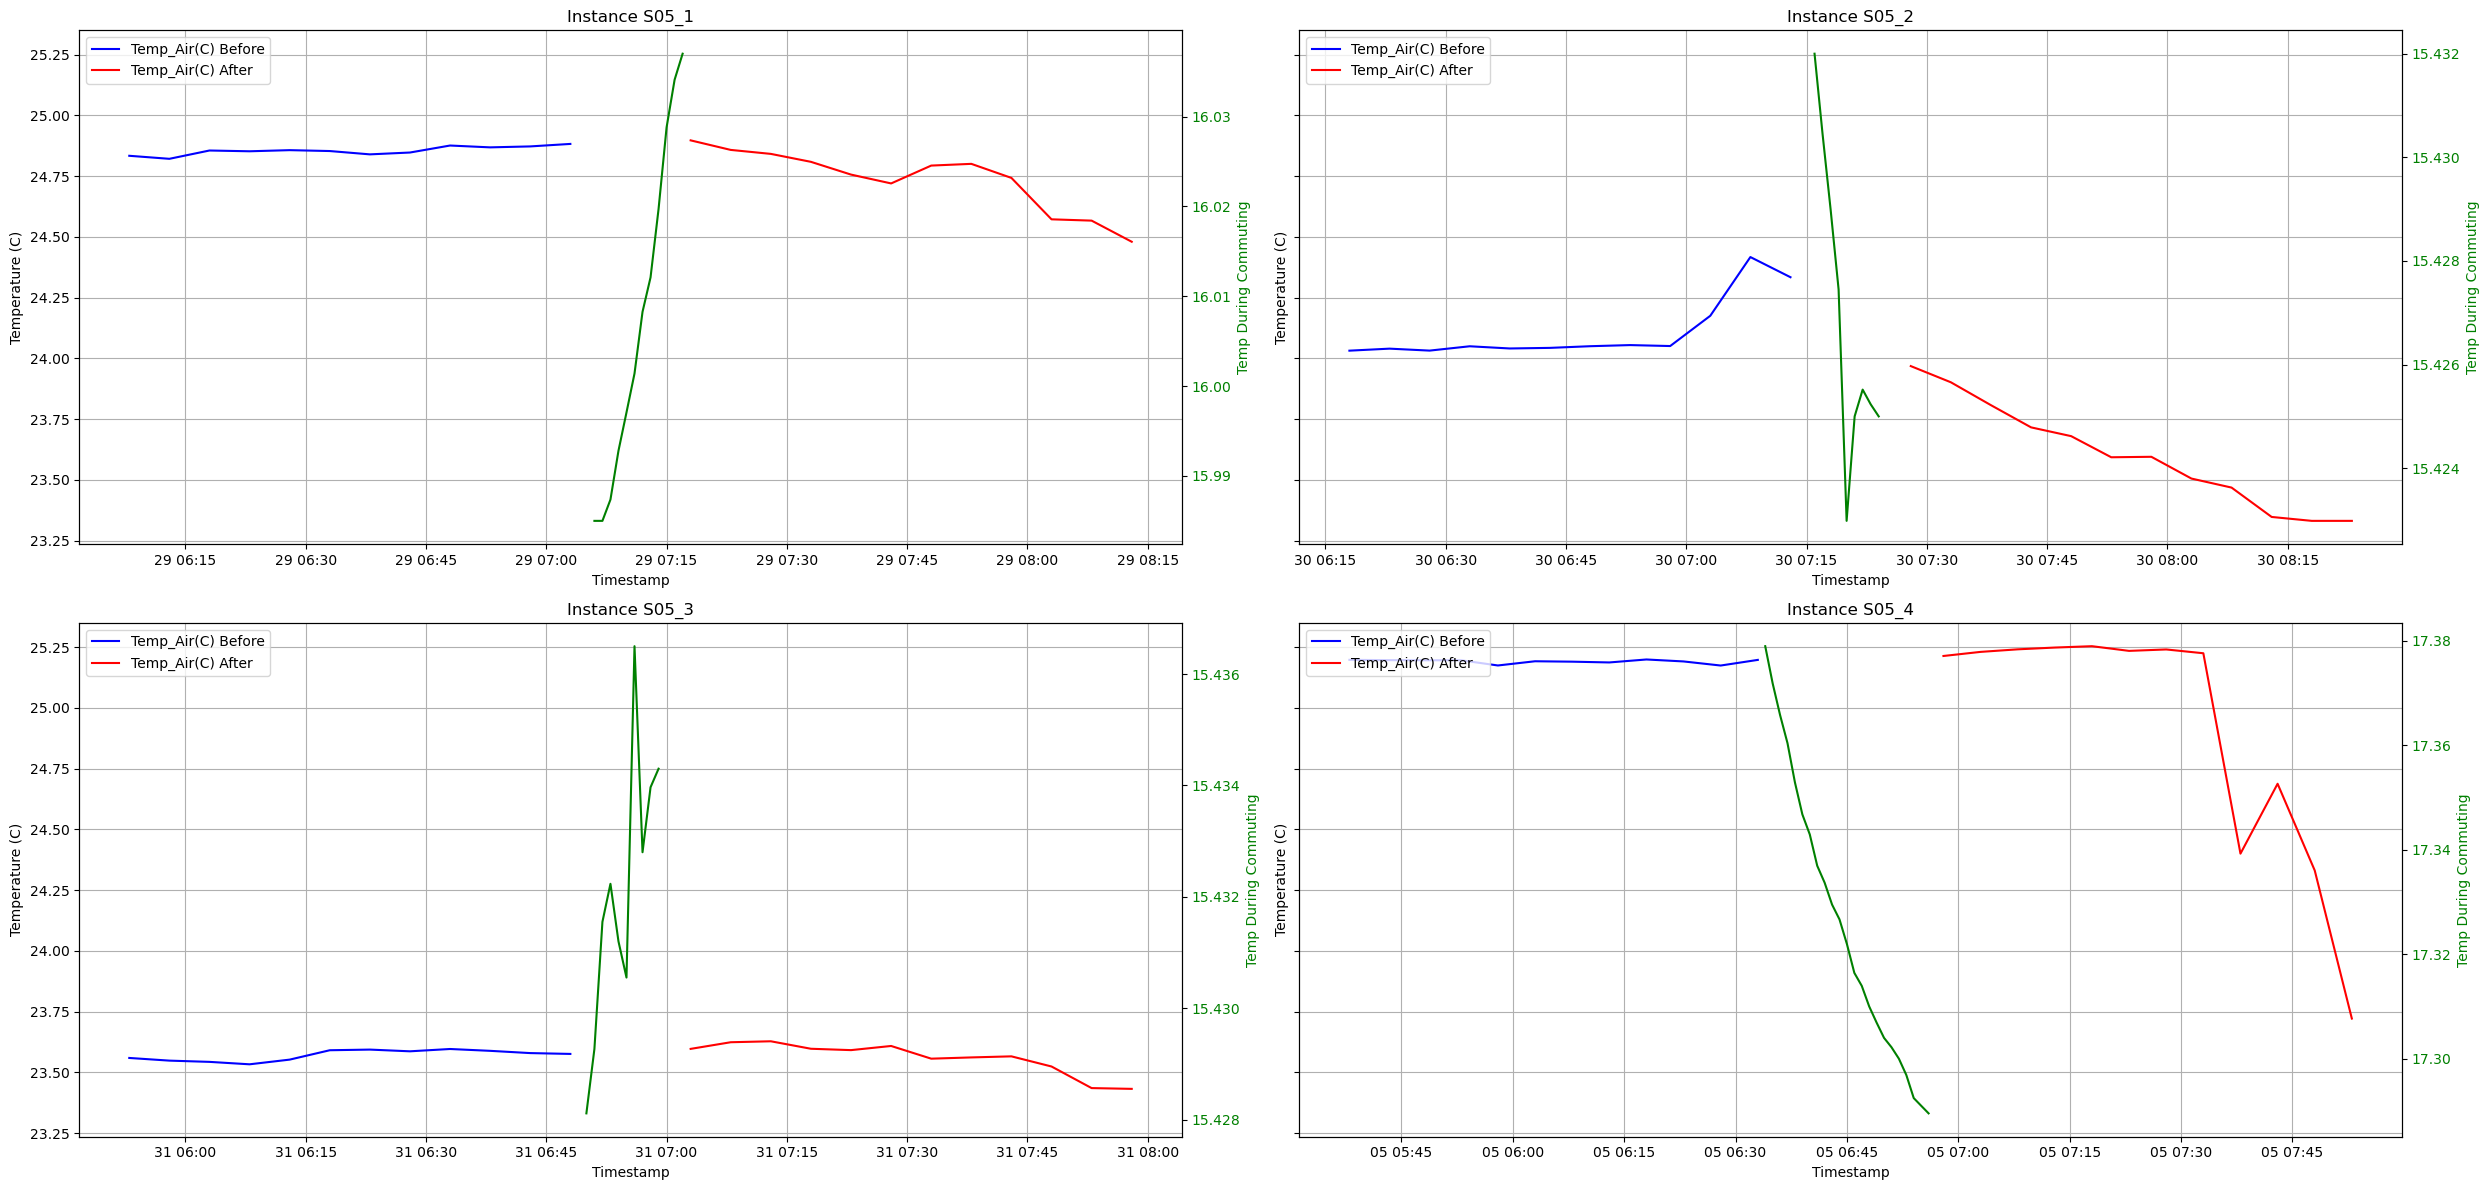 Instance S05_1
Temp_Air(C) Before
Temp_Air(C) After
25.25
25.00
24.75
24.50
24.25
24.00
23.75
23.50
23.25
Temperature (C)
16.03
16.02
16.01
16.00
15.99
Temp During Commuting
29 06:15 29 06:30 29 06:45 29 07:00 29 07:15 29 07:30 29 07:45 29 08:00 29 08:15
Timestamp
Instance S05_2
Temp_Air(C) Before
Temp_Air(C) After
Temperature (C)
15.432
15.430
15.428
15.426
15.424
Temp During Commuting
30 06:15 30 06:30 30 06:45 30 07:00 30 07:15 30 07:30 30 07:45 30 08:00 30 08:15
Timestamp
Instance S05_3
Temp_Air(C) Before
Temp_Air(C) After
25.25
25.00
24.75
24.50
24.25
24.00
23.75
23.50
23.25
Temperature (C)
15.436
15.434
15.432
15.430
15.428
Temp During Commuting
31 06:00 31 06:15 31 06:30 31 06:45 31 07:00 31 07:15 31 07:30 31 07:45 31 08:00
Timestamp
Instance S05_4
Temp_Air(C) Before
Temp_Air(C) After
Temperature (C)
17.38
17.36
17.34
17.32
17.30
Temp During Commuting
05 05:45 05 06:00 05 06:15 05 06:30 05 06:45 05 07:00 05 07:15 05 07:30 05 07:45
Timestamp